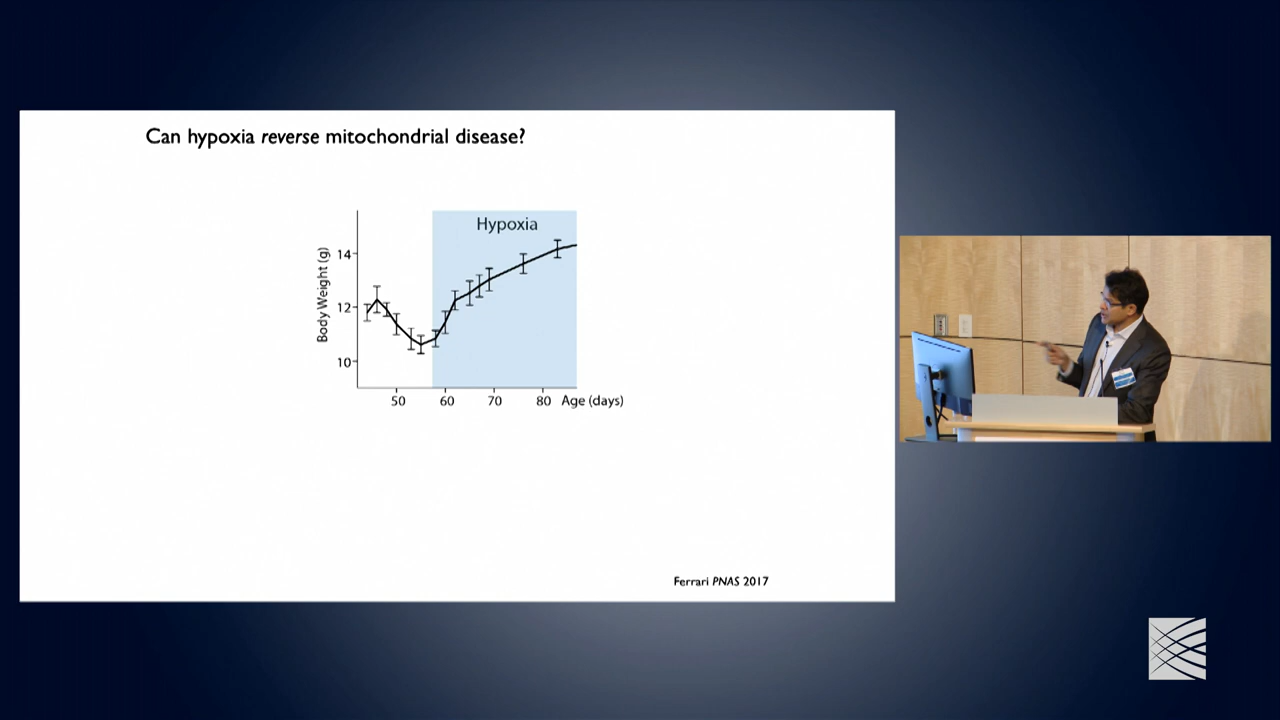 Can hypoxia reverse mitochondrial disease?
Hypoxia
Body Weight (g)
14
12
10
50 60 70 80 Age (days)
Ferrari PNAS 2017